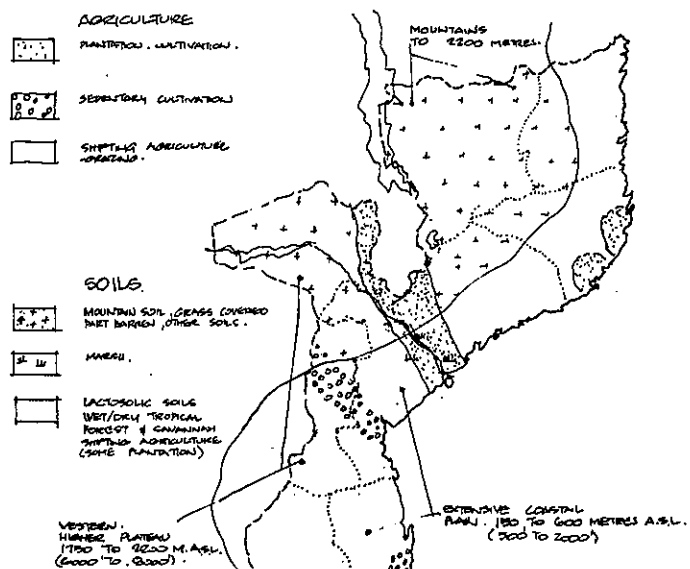 AGRICULTURE
PLANTATION. CULTIVATION.
SEDENTORY CULTIVATION
SHIFTING AGRICULTURE
GRAZING.
SOILS.
MOUNTAIN SOIL, GRASS COVERED
PART BARREN, OTHER SOILS.
MARSH.
LACTOSOLIC SOILS
WET/DRY TROPICAL
FOREST & SAVANNAH
SHIFTING AGRICULTURE
(SOME PLANTATION)
MOUNTAINS
TO 2200 METRES.
WESTERN.
HIGHER PLATEAU
1750 TO 2200 M.A.S.L.
(6000' TO 8000').
EXTENSIVE COASTAL
PLAIN. 150 TO 600 METRES A.S.L.
(500 TO 2000')